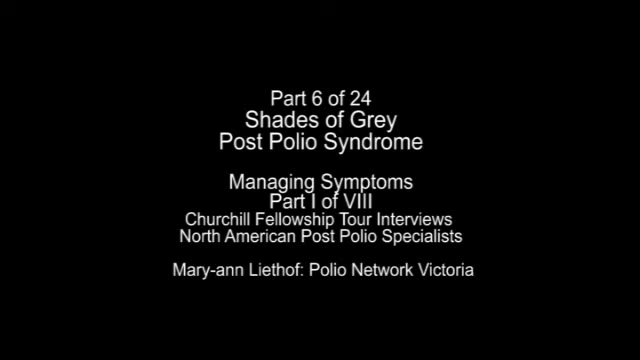 Part 6 of 24
Shades of Grey
Post Polio Syndrome
Managing Symptoms
Part I of VIII
Churchill Fellowship Tour Interviews
North American Post Polio Specialists
Mary-ann Liethof: Polio Network Victoria